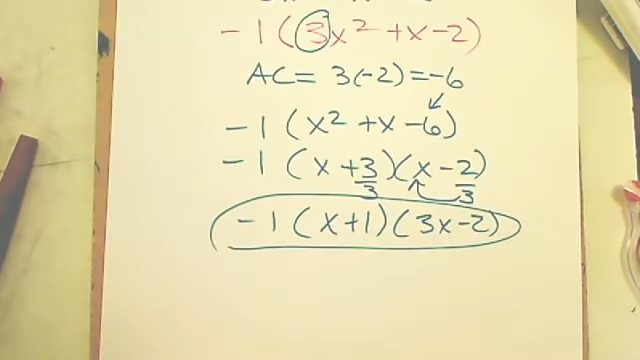 -1(3x²+x-2)
AC= 3(-2)=-6
-1(x²+x-6)
-1(x+3/3)(x-2/3)
-1(x+1)(3x-2)